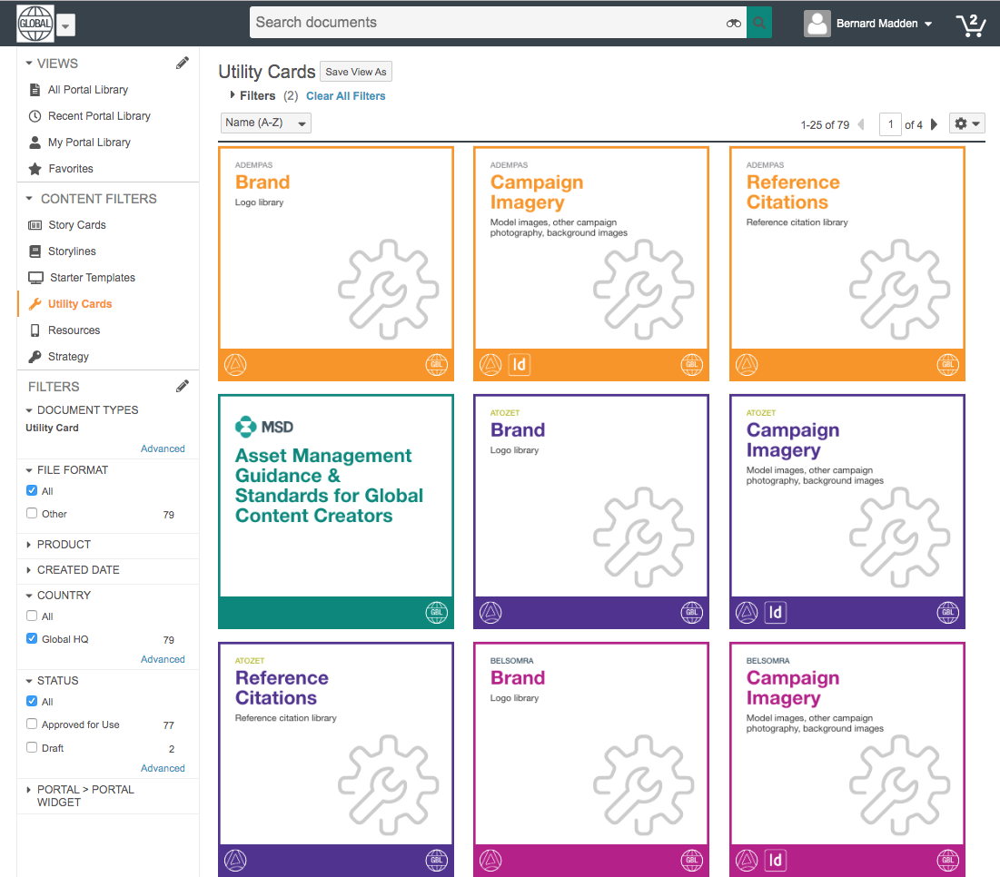 GLOBAL
Search documents
Bernard Madden
2
VIEWS
All Portal Library
Recent Portal Library
My Portal Library
Favorites
CONTENT FILTERS
Story Cards
Storylines
Starter Templates
Utility Cards
Resources
Strategy
FILTERS
DOCUMENT TYPES
Utility Card
Advanced
FILE FORMAT
All
Other 79
PRODUCT
CREATED DATE
COUNTRY
All
Global HQ 79
Advanced
STATUS
All
Approved for Use 77
Draft 2
Advanced
PORTAL > PORTAL
WIDGET
Utility Cards Save View As
Filters (2) Clear All Filters
Name (A-Z)
1-25 of 79 1 of 4
ADEMPAS
Brand
Logo library
GBL
ADEMPAS
Campaign
Imagery
Model images, other campaign
photography, background images
Id GBL
ADEMPAS
Reference
Citations
Reference citation library
GBL
MSD
Asset Management
Guidance &
Standards for Global
Content Creators
GBL
ATOZET
Brand
Logo library
GBL
ATOZET
Campaign
Imagery
Model images, other campaign
photography, background images
Id GBL
ATOZET
Reference
Citations
Reference citation library
GBL
BELSOMRA
Brand
Logo library
GBL
BELSOMRA
Campaign
Imagery
Model images, other campaign
photography, background images
Id GBL